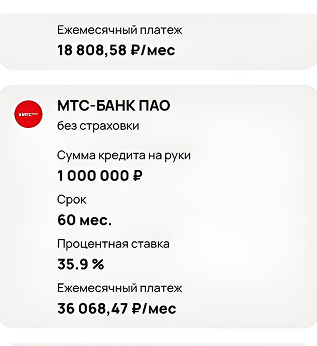 Ежемесячный платеж
18 808,58 ₽/мес
МТС-БАНК ПАО
без страховки
Сумма кредита на руки
1 000 000 ₽
Срок
60 мес.
Процентная ставка
35.9 %
Ежемесячный платеж
36 068,47 ₽/мес